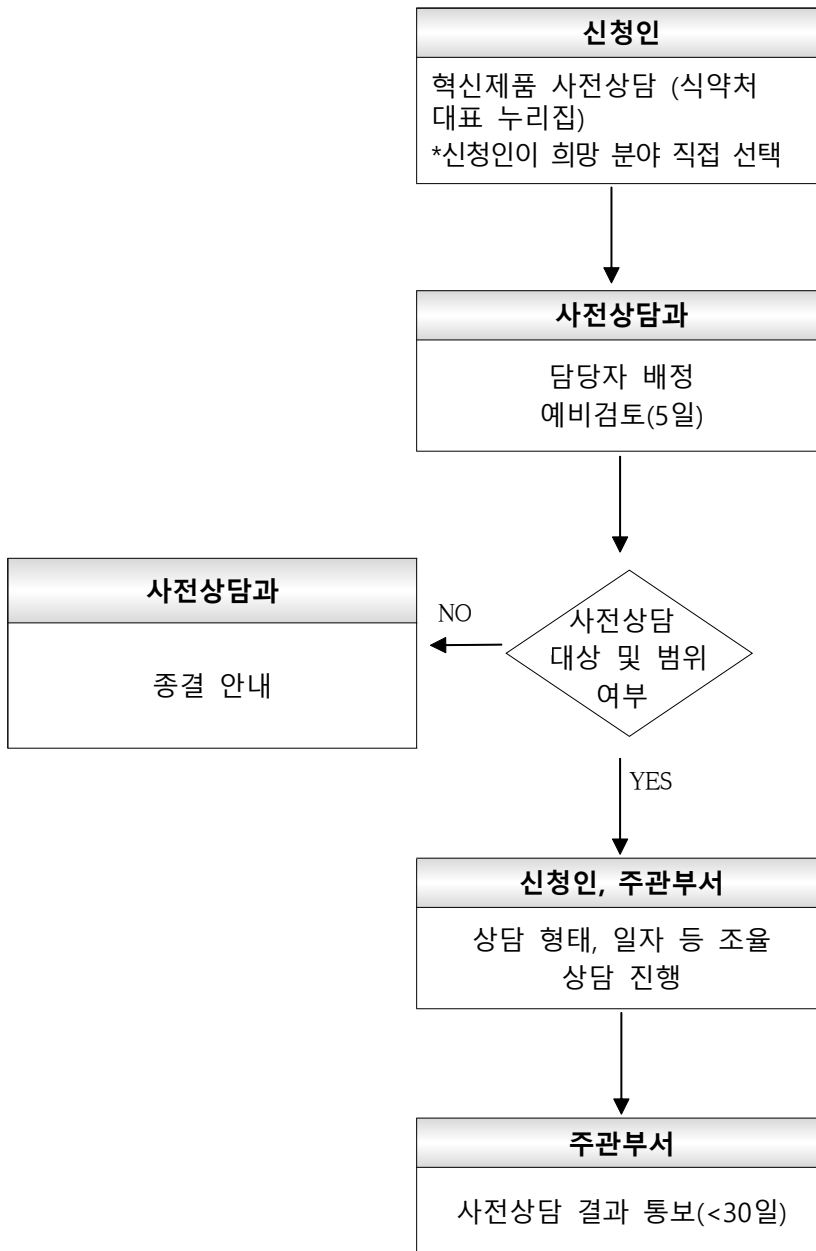 신청인
혁신제품 사전상담 (식약처
대표 누리집)
*신청인이 희망 분야 직접 선택
사전상담과
담당자 배정
예비검토(5일)
사전상담과
종결 안내
NO
사전상담
대상 및 범위
여부
YES
신청인, 주관부서
상담 형태, 일자 등 조율
상담 진행
주관부서
사전상담 결과 통보(<30일)